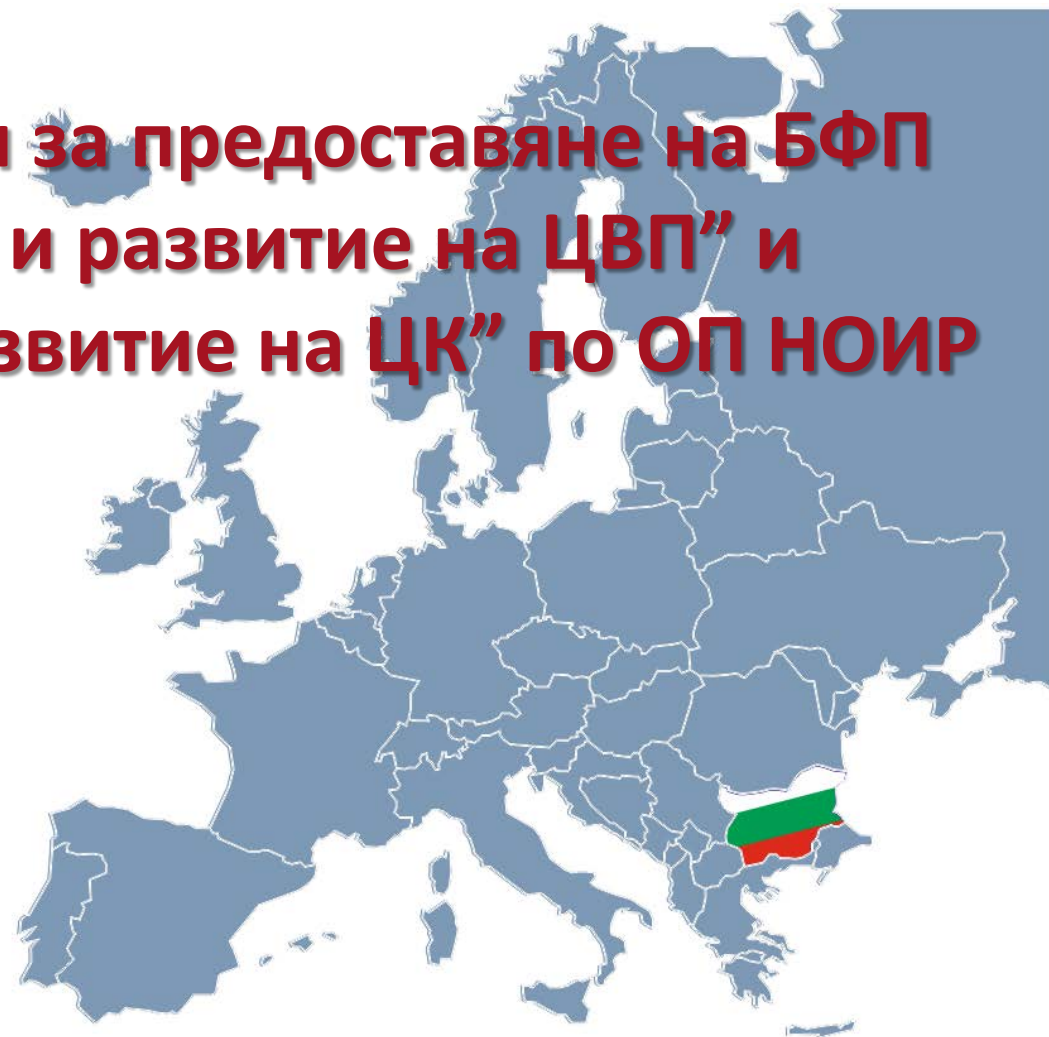 за предоставяне на БФП
и развитие на ЦВП” и
звитие на ЦК” по ОП НОИР